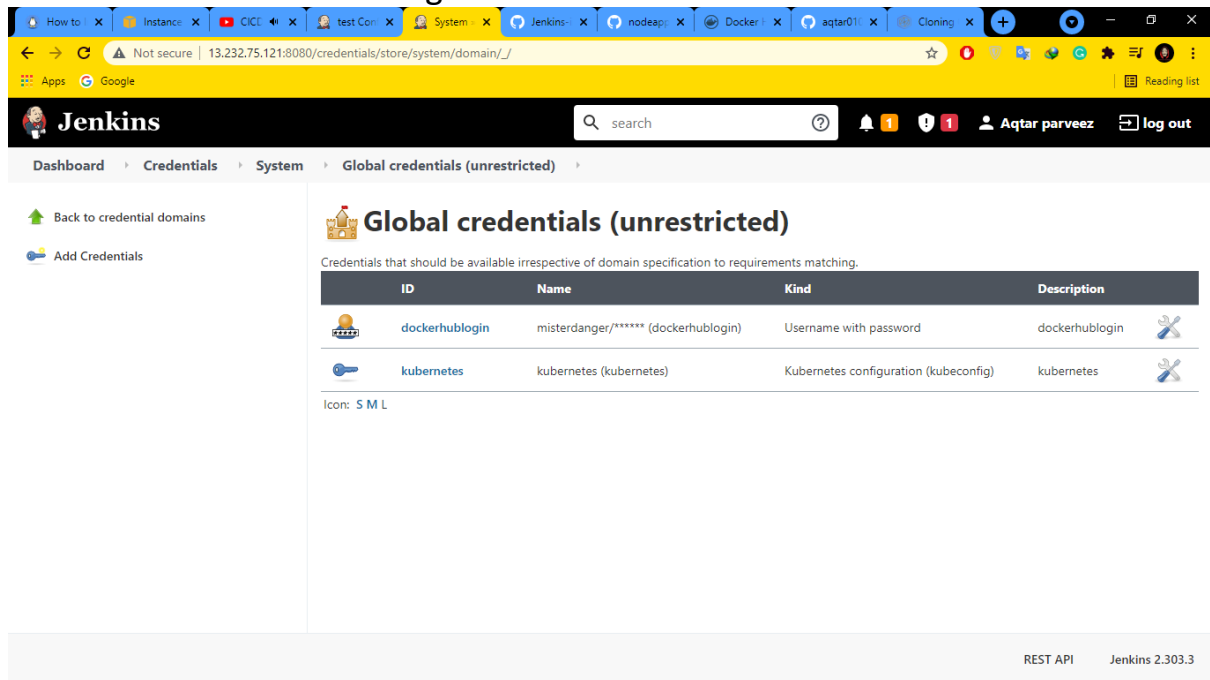 How to Instance CICD test Con System Jenkins- nodeap Docker H aqtar01 Cloning
Not secure | 13.232.75.121:8080/credentials/store/system/domain/_/
Apps Google Reading list
Jenkins search 1 1 Aqtar parveez log out
Dashboard Credentials System Global credentials (unrestricted)
Back to credential domains
Add Credentials
Global credentials (unrestricted)
Credentials that should be available irrespective of domain specification to requirements matching.
ID Name Kind Description
dockerhublogin misterdanger/****** (dockerhublogin) Username with password dockerhublogin
kubernetes kubernetes (kubernetes) Kubernetes configuration (kubeconfig) kubernetes
Icon: S M L
REST API Jenkins 2.303.3